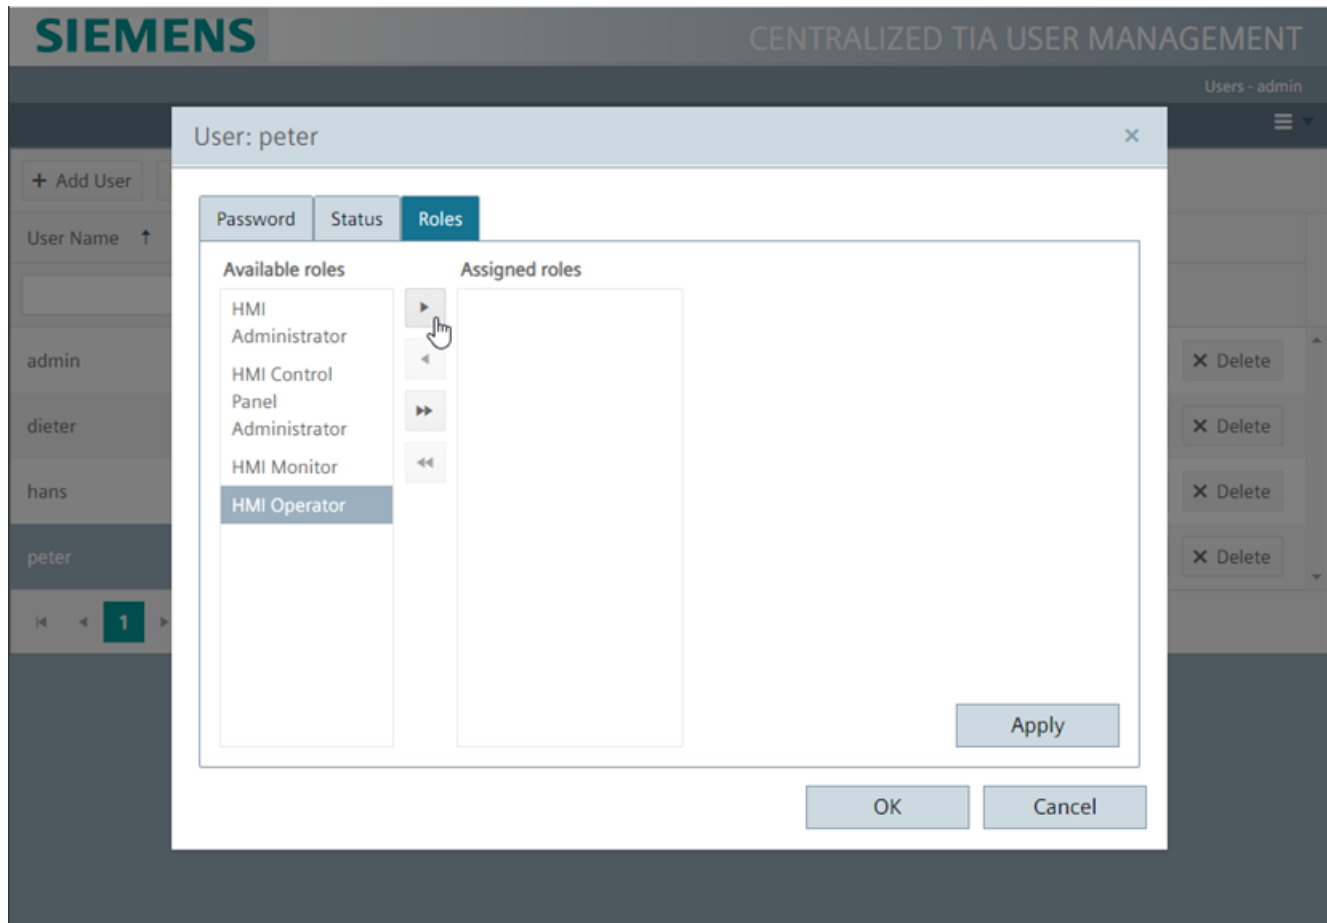 SIEMENS
CENTRALIZED TIA USER MANAGEMENT
Users - admin
User: peter
+ Add User
Password Status Roles
User Name
Available roles Assigned roles
HMI
Administrator
HMI Control
Panel
Administrator
HMI Monitor
HMI Operator
admin
Delete
dieter
Delete
hans
Delete
peter
Delete
1
Apply
OK Cancel